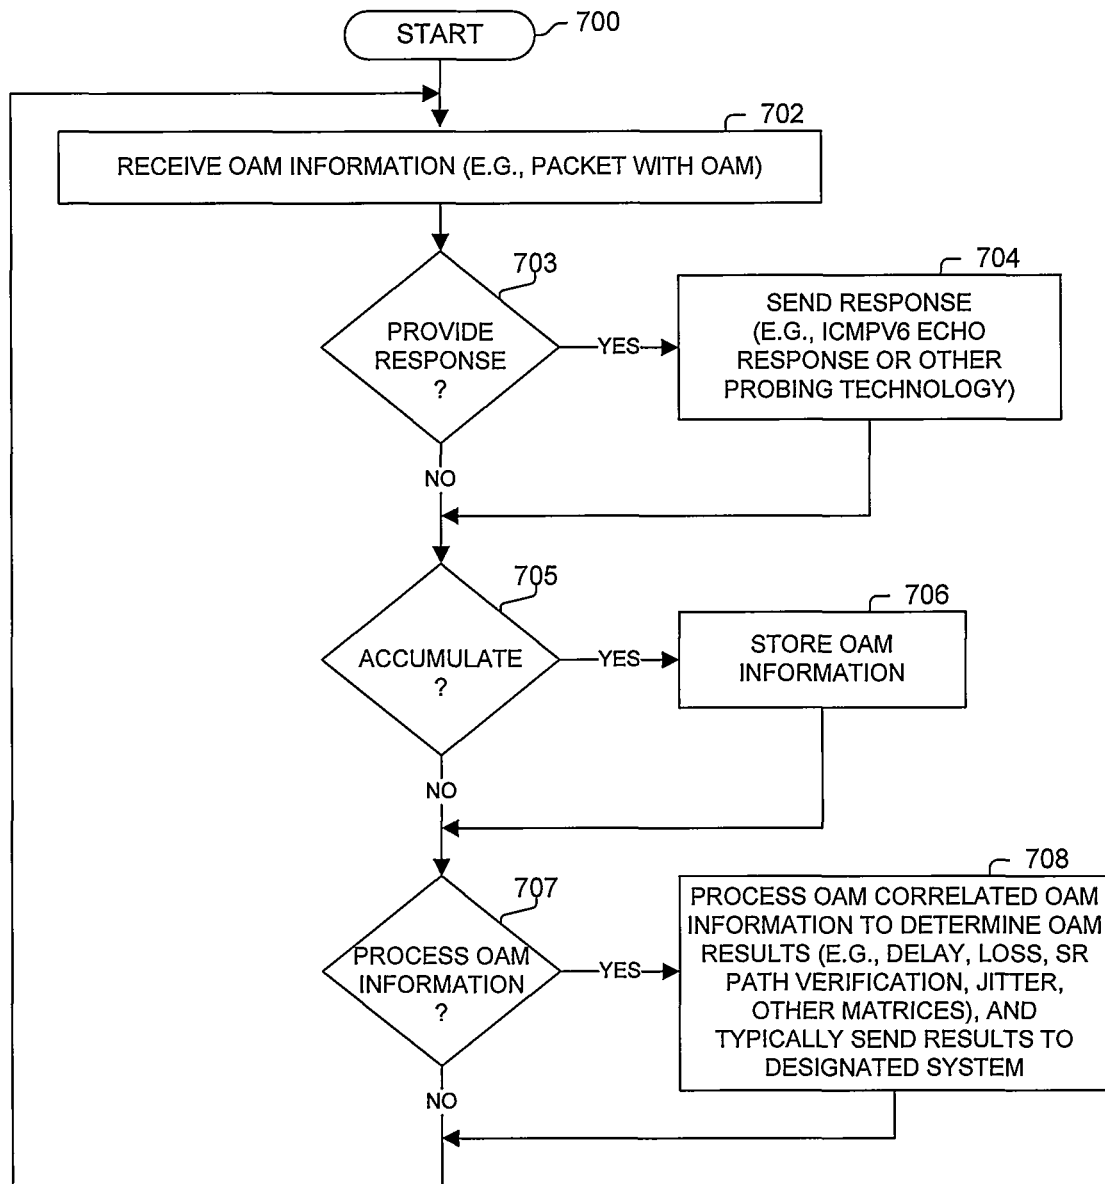 START
700
702
RECEIVE OAM INFORMATION (E.G., PACKET WITH OAM)
703
PROVIDE
RESPONSE
?
YES
704
SEND RESPONSE
(E.G., ICMPV6 ECHO
RESPONSE OR OTHER
PROBING TECHNOLOGY)
NO
705
ACCUMULATE
?
YES
706
STORE OAM
INFORMATION
NO
707
PROCESS OAM
INFORMATION
?
YES
708
PROCESS OAM CORRELATED OAM
INFORMATION TO DETERMINE OAM
RESULTS (E.G., DELAY, LOSS, SR
PATH VERIFICATION, JITTER,
OTHER MATRICES), AND
TYPICALLY SEND RESULTS TO
DESIGNATED SYSTEM
NO